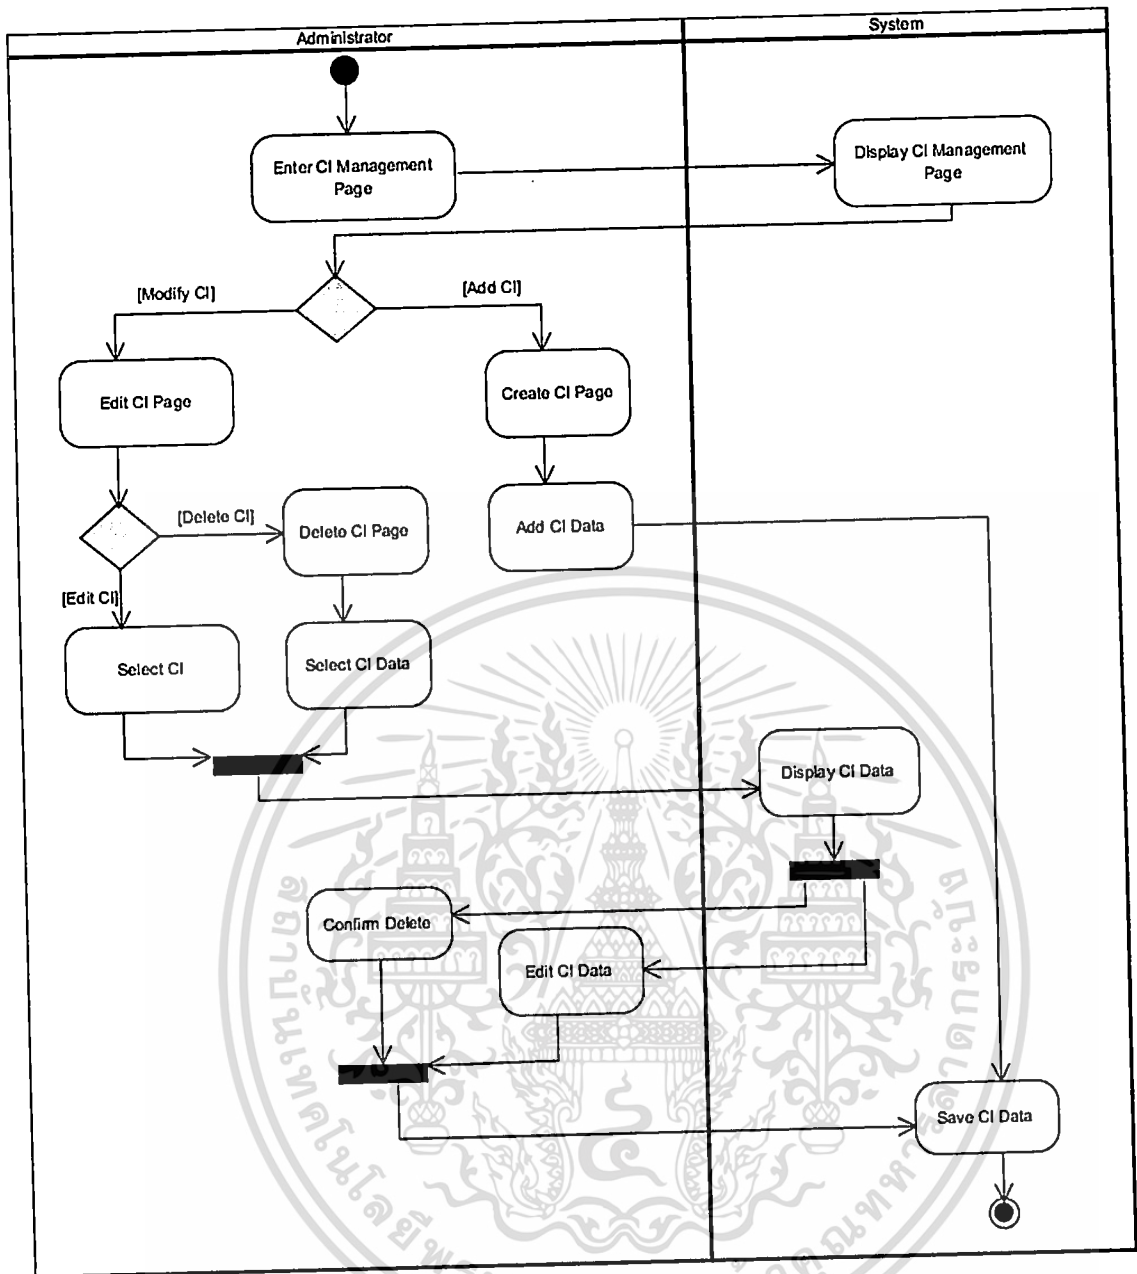 Administrator
System
Enter CI Management
Page
Display CI Management
Page
[Modify CI]
[Add CI]
Edit CI Page
Create CI Page
[Delete CI]
Delete CI Page
Add CI Data
[Edit CI]
Select CI
Select CI Data
Display CI Data
Confirm Delete
Edit CI Data
Save CI Data